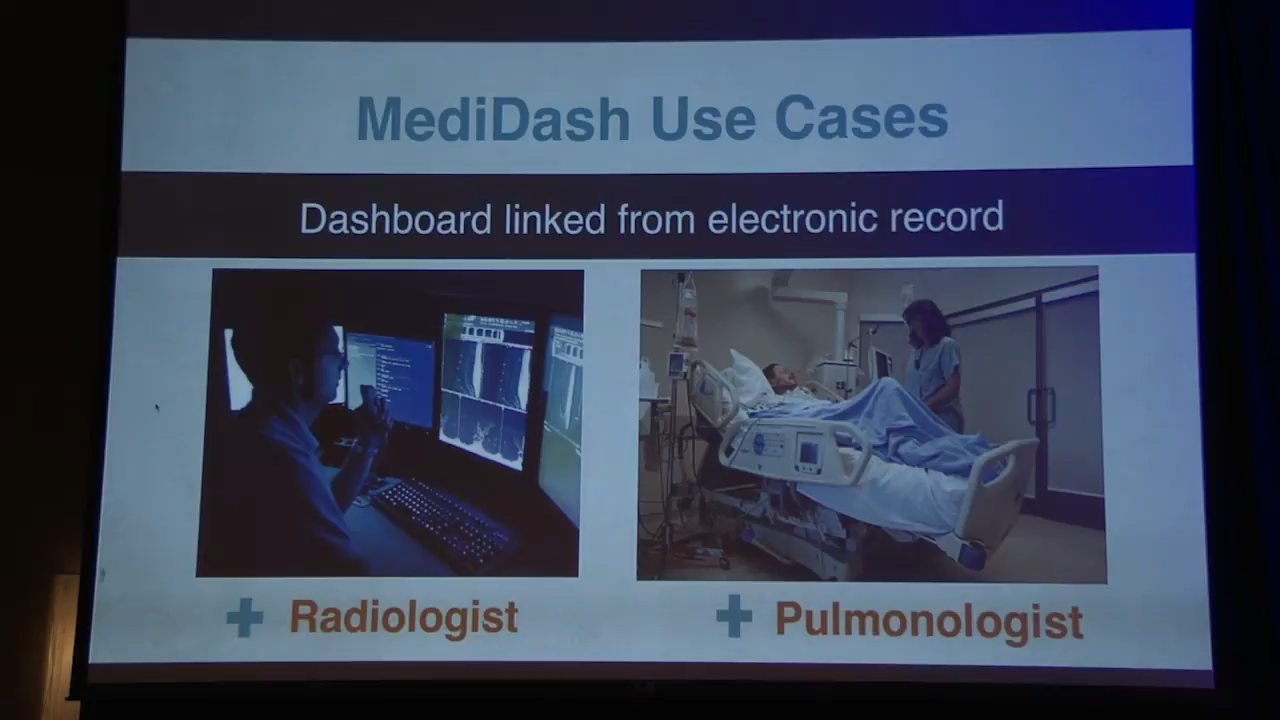 MediDash Use Cases
Dashboard linked from electronic record
Radiologist
Pulmonologist